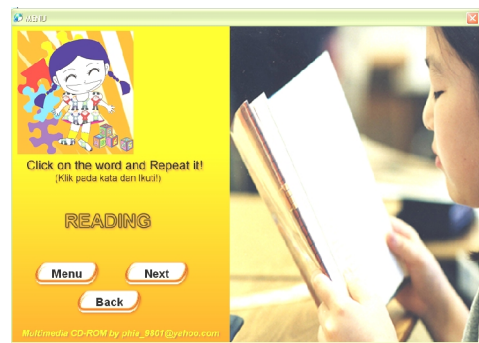 MENU
Click on the word and Repeat it!
(Klik pada kata dan Ikuti!)
READING
Menu
Next
Back
Multimedia CD-ROM by phie_9801@yahoo.com